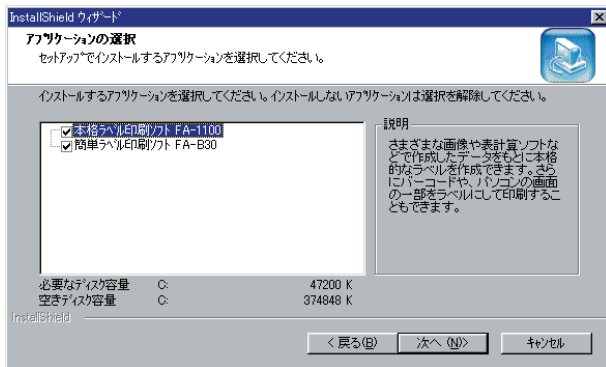 InstallShield ウィザード
アプリケーションの選択
セットアップでインストールするアプリケーションを選択してください。
インストールするアプリケーションを選択してください。インストールしないアプリケーションは選択を解除してください。
本格ラベル印刷ソフト FA-1100
簡単ラベル印刷ソフト FA-B30
説明
さまざまな画像や表計算ソフトな
どで作成したデータをもとに本格
的なラベルを作成できます。さら
にバーコードや、パソコンの画面
の一部をラベルにして印刷するこ
ともできます。
必要なディスク容量 C: 47200 K
空きディスク容量 C: 374848 K
InstallShield
< 戻る(B) 次へ (N)> キャンセル